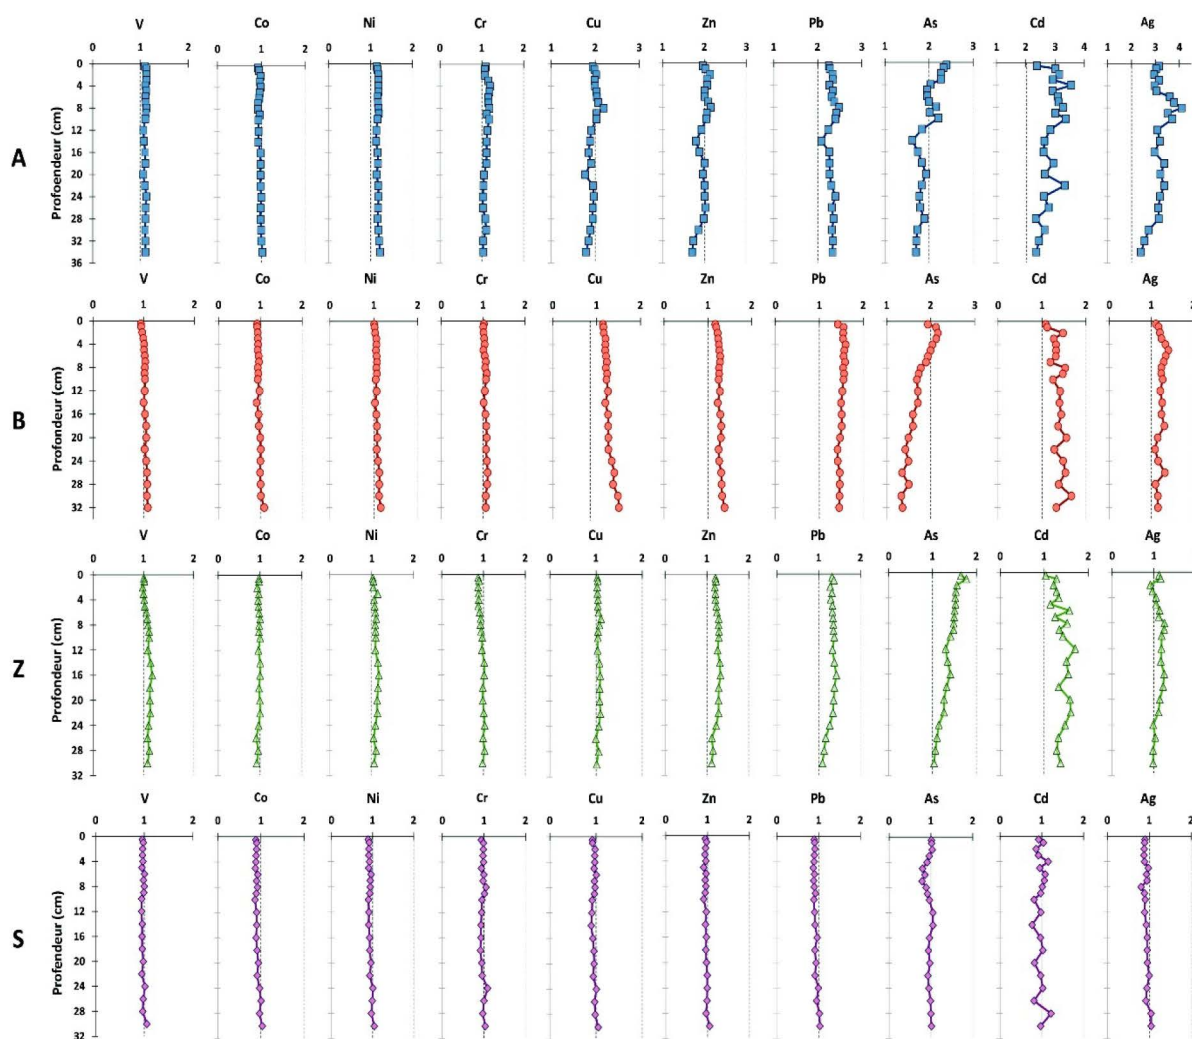 V Co Ni Cr Cu Zn Pb As Cd Ag
0 1 2 0 1 2 0 1 2 0 1 2 1 2 3 1 2 3 1 2 3 1 2 3 1 2 3 4 1 2 3 4
0
4
8
12
16
20
24
28
32
36
Profoendeur (cm)
A
V Co Ni Cr Cu Zn Pb As Cd Ag
0 1 2 0 1 2 0 1 2 0 1 2 0 1 2 0 1 2 0 1 2 1 2 3 0 1 2 0 1 2
0
4
8
12
16
20
24
28
32
Profondeur (cm)
B
V Co Ni Cr Cu Zn Pb As Cd Ag
0 1 2 0 1 2 0 1 2 0 1 2 0 1 2 0 1 2 0 1 2 0 1 2 0 1 2 0 1
0
4
8
12
16
20
24
28
32
Profondeur (cm)
Z
V Co Ni Cr Cu Zn Pb As Cd Ag
0 1 2 0 1 2 0 1 2 0 1 2 0 1 2 0 1 2 0 1 2 0 1 2 0 1 2 0 1 2
0
4
8
12
16
20
24
28
32
Profendeur (cm)
S